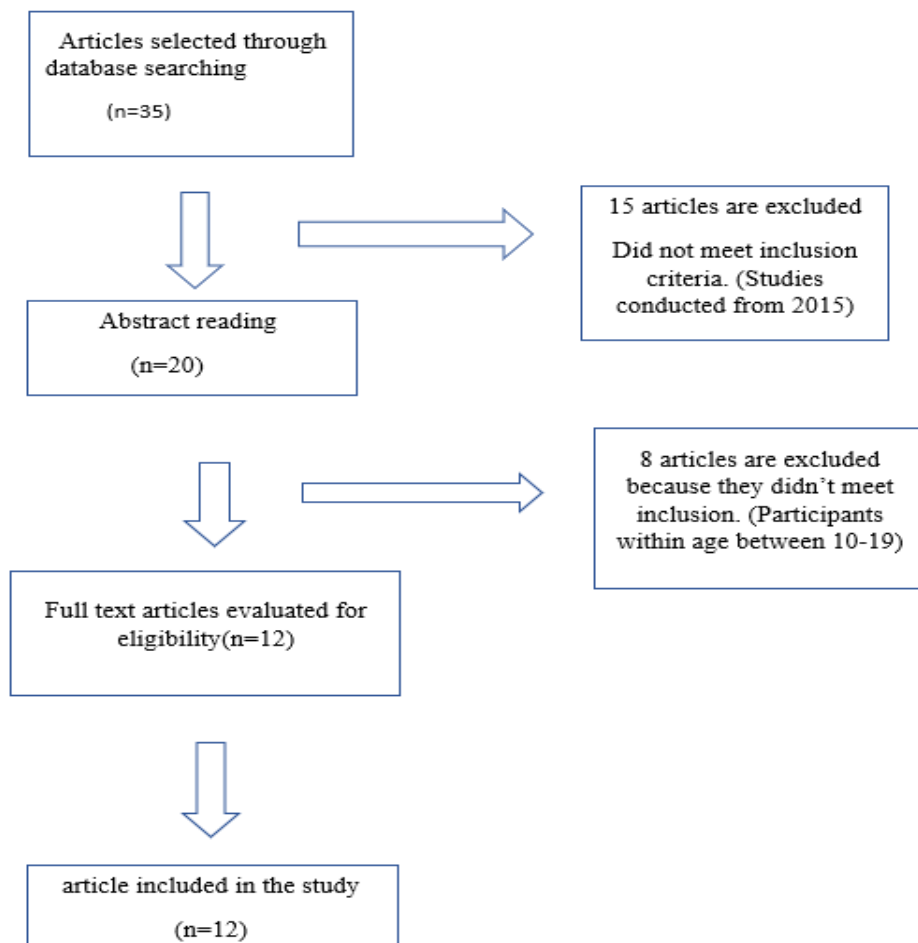 Articles selected through
database searching
(n=35)
15 articles are excluded
Did not meet inclusion
criteria. (Studies
conducted from 2015)
Abstract reading
(n=20)
8 articles are excluded
because they didn’t meet
inclusion. (Participants
within age between 10-19)
Full text articles evaluated for
eligibility(n=12)
article included in the study
(n=12)